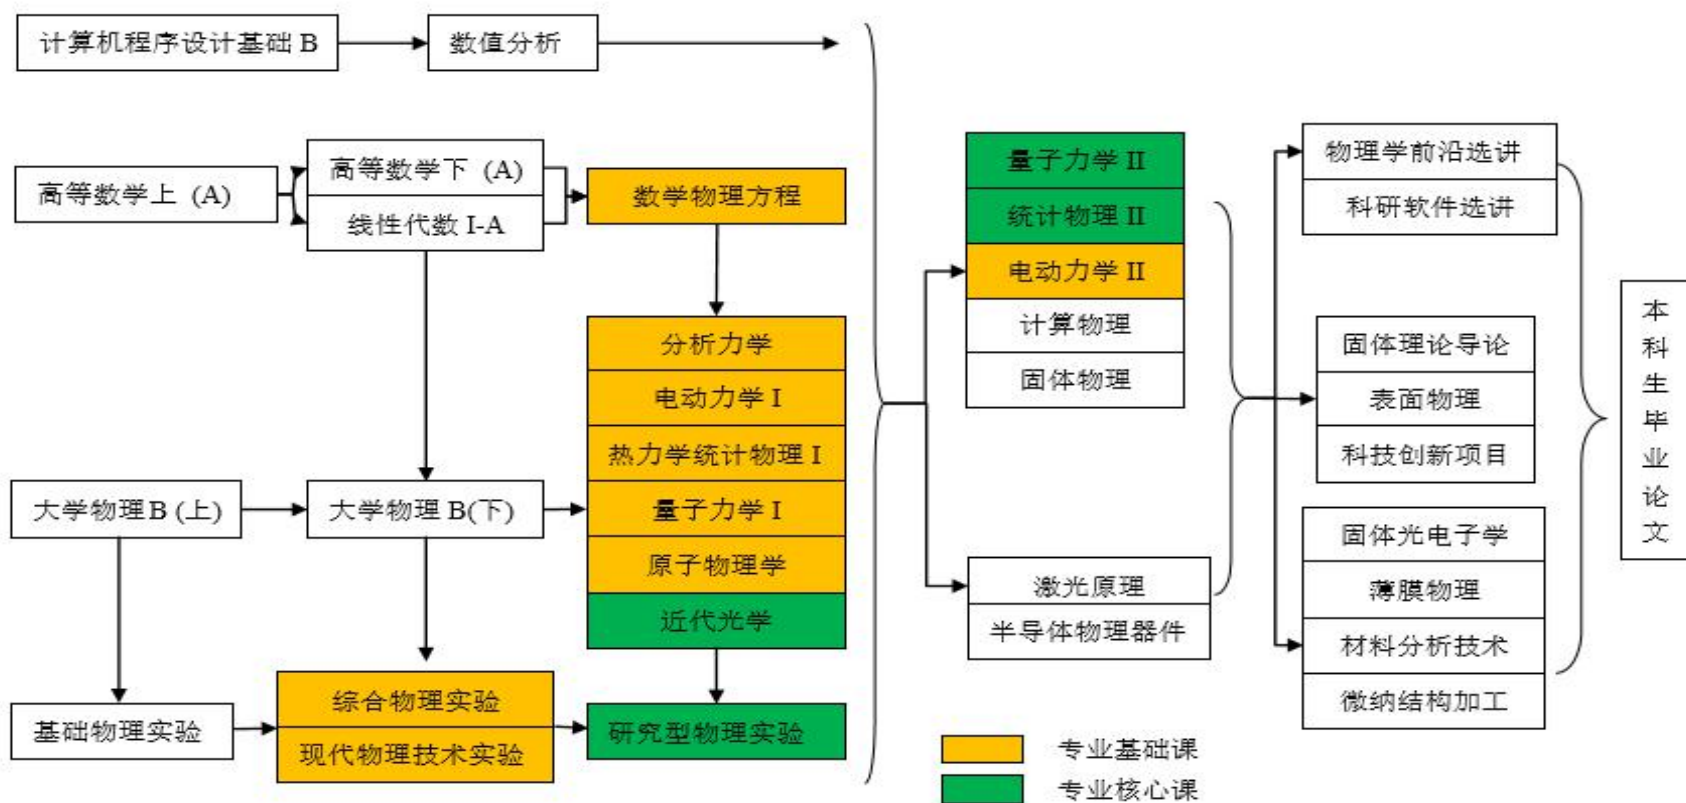 计算机程序设计基础 B
数值分析
高等数学上 (A)
高等数学下 (A)
线性代数 I-A
数学物理方程
分析力学
电动力学 I
热力学统计物理 I
量子力学 I
原子物理学
近代光学
大学物理 B (上)
大学物理 B(下)
基础物理实验
综合物理实验
现代物理技术实验
研究型物理实验
量子力学 II
统计物理 II
电动力学 II
计算物理
固体物理
激光原理
半导体物理器件
物理学前沿选讲
科研软件选讲
固体理论导论
表面物理
科技创新项目
固体光电子学
薄膜物理
材料分析技术
微纳结构加工
本科生毕业论文
专业基础课
专业核心课